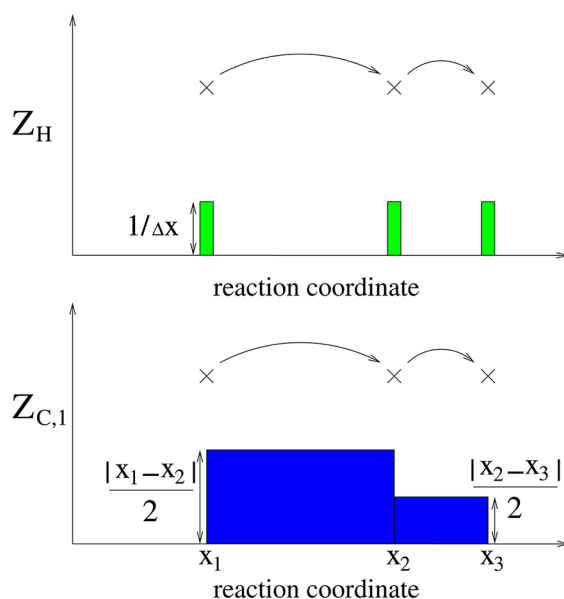 Z_H
1/Δx
reaction coordinate
Z_C,1
|x_1−x_2|
2
|x_2−x_3|
2
x_1 x_2 x_3
reaction coordinate